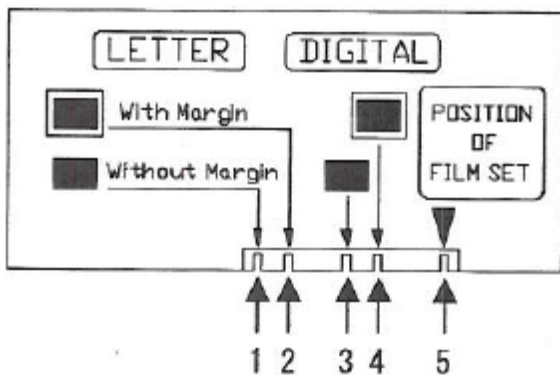 LETTER
DIGITAL
With Margin
Without Margin
POSITION
OF
FILM SET
1 2 3 4 5